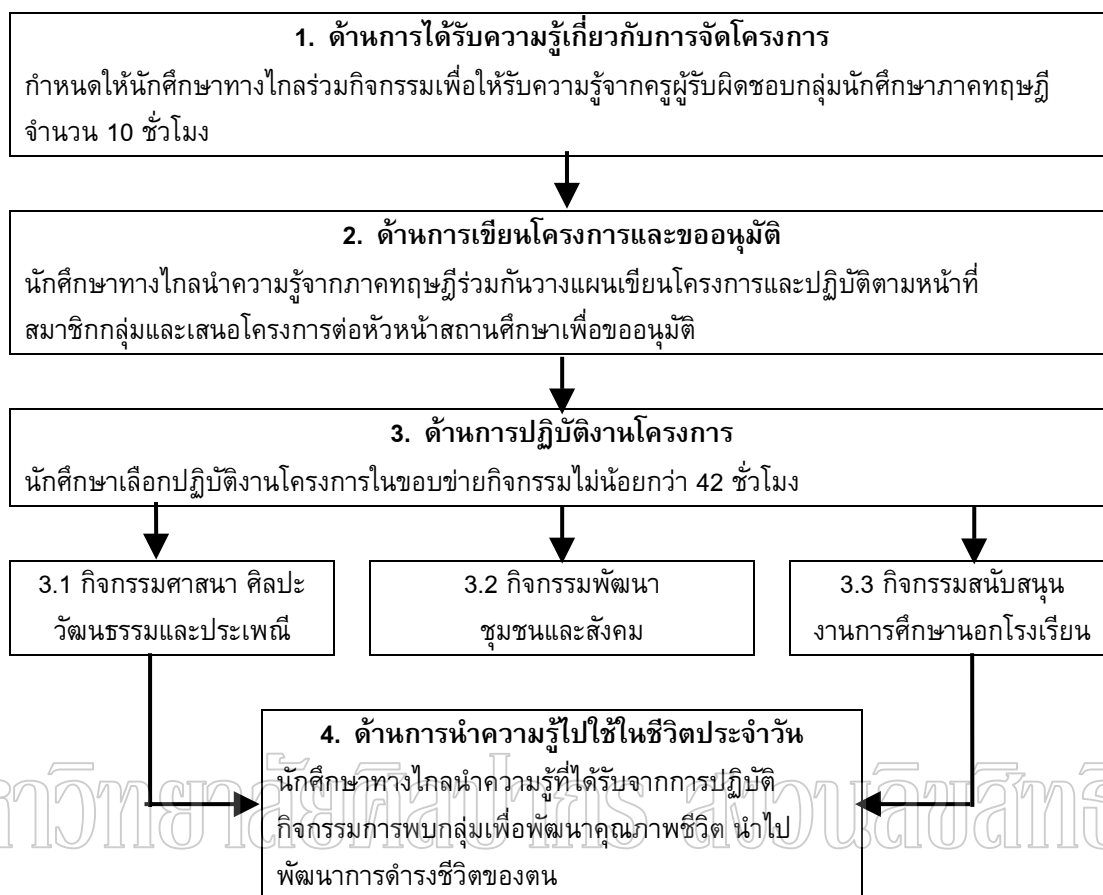 1. ด้านการได้รับความรู้เกี่ยวกับการจัดโครงการ
กำหนดให้นักศึกษาทางไกลร่วมกิจกรรมเพื่อให้รับความรู้จากครูผู้รับผิดชอบกลุ่มนักศึกษาภาคทฤษฎี
จำนวน 10 ชั่วโมง
2. ด้านการเขียนโครงการและขออนุมัติ
นักศึกษาทางไกลนำความรู้จากภาคทฤษฎีร่วมกันวางแผนเขียนโครงการและปฏิบัติตามหน้าที่
สมาชิกกลุ่มและเสนอโครงการต่อหัวหน้าสถานศึกษาเพื่อขออนุมัติ
3. ด้านการปฏิบัติงานโครงการ
นักศึกษาเลือกปฏิบัติงานโครงการในขอบข่ายกิจกรรมไม่น้อยกว่า 42 ชั่วโมง
3.1 กิจกรรมศาสนา ศิลปะ
วัฒนธรรมและประเพณี
3.2 กิจกรรมพัฒนา
ชุมชนและสังคม
3.3 กิจกรรมสนับสนุน
งานการศึกษานอกโรงเรียน
4. ด้านการนำความรู้ไปใช้ในชีวิตประจำวัน
นักศึกษาทางไกลนำความรู้ที่ได้รับจากการปฏิบัติ
กิจกรรมการพบกลุ่มเพื่อพัฒนาคุณภาพชีวิต นำไป
พัฒนาการดำรงชีวิตของตน